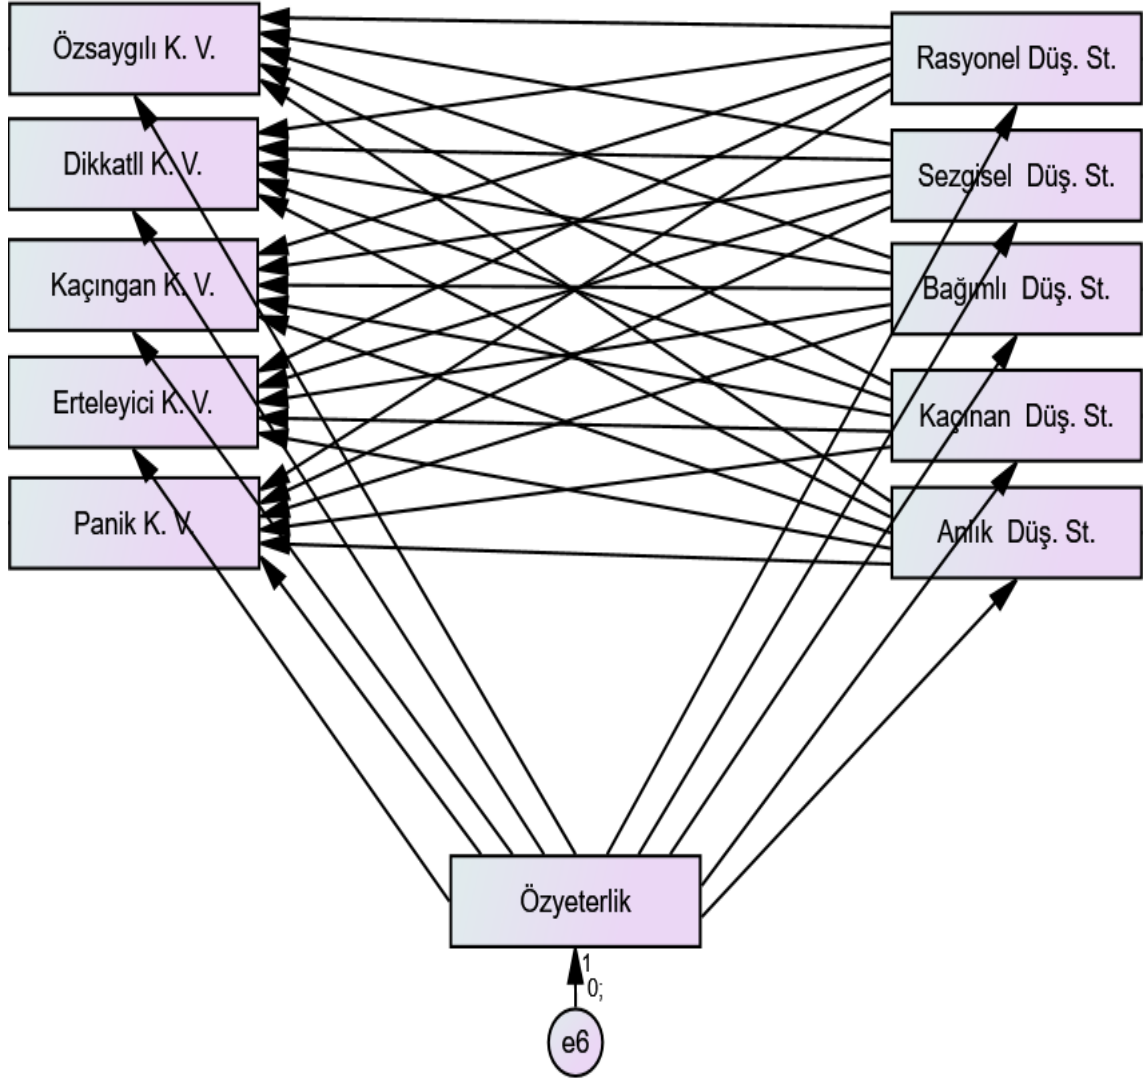 Özsaygılı K. V.
Dikkatlı K. V.
Kaçıngan K. V.
Erteleyici K. V.
Panik K. V.
Rasyonel Düş. St.
Sezgisel Düş. St.
Bağımlı Düş. St.
Kaçınan Düş. St.
Anlık Düş. St.
Özyeterlik
1
0;
e6